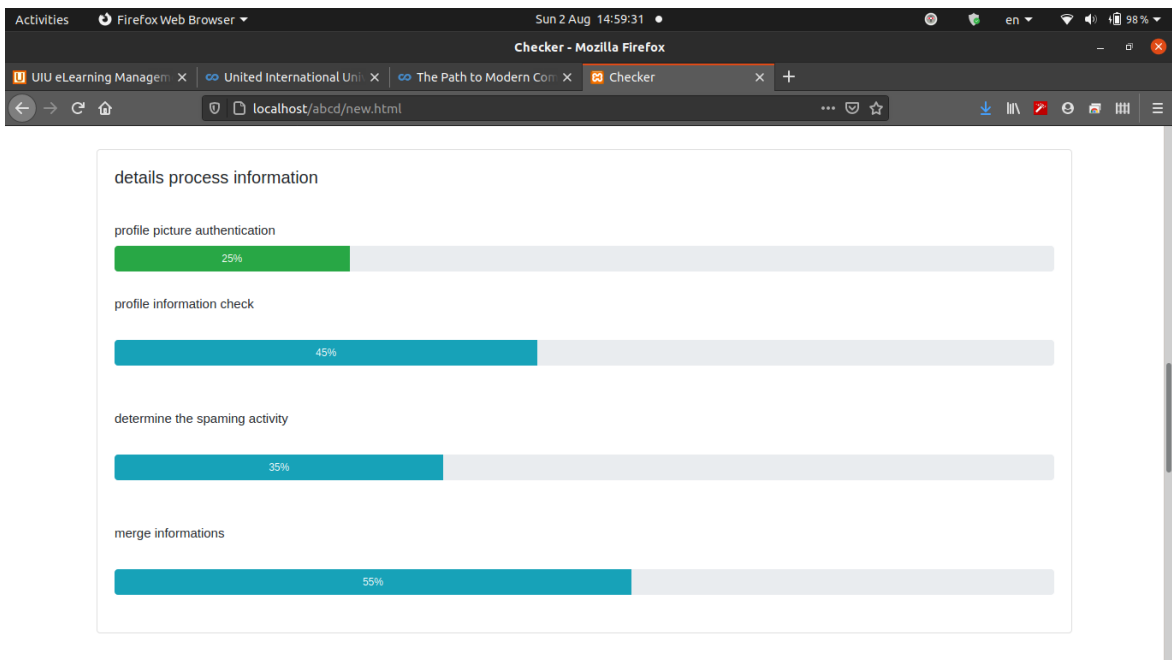 Activities Firefox Web Browser Sun 2 Aug 14:59:31 en 98 %
Checker - Mozilla Firefox
UIU eLearning Managem United International Univ The Path to Modern Com Checker
localhost/abcd/new.html
details process information
profile picture authentication
25%
profile information check
45%
determine the spaming activity
35%
merge informations
55%